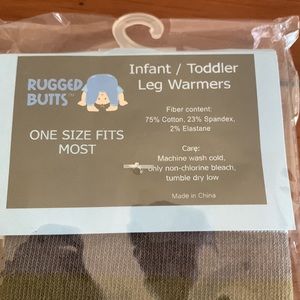 RUGGED
BUTTS™
ONE SIZE FITS
MOST
Infant / Toddler
Leg Warmers
Fiber content:
75% Cotton, 23% Spandex,
2% Elastane
Care:
Machine wash cold,
only non-chlorine bleach,
tumble dry low
Made in China